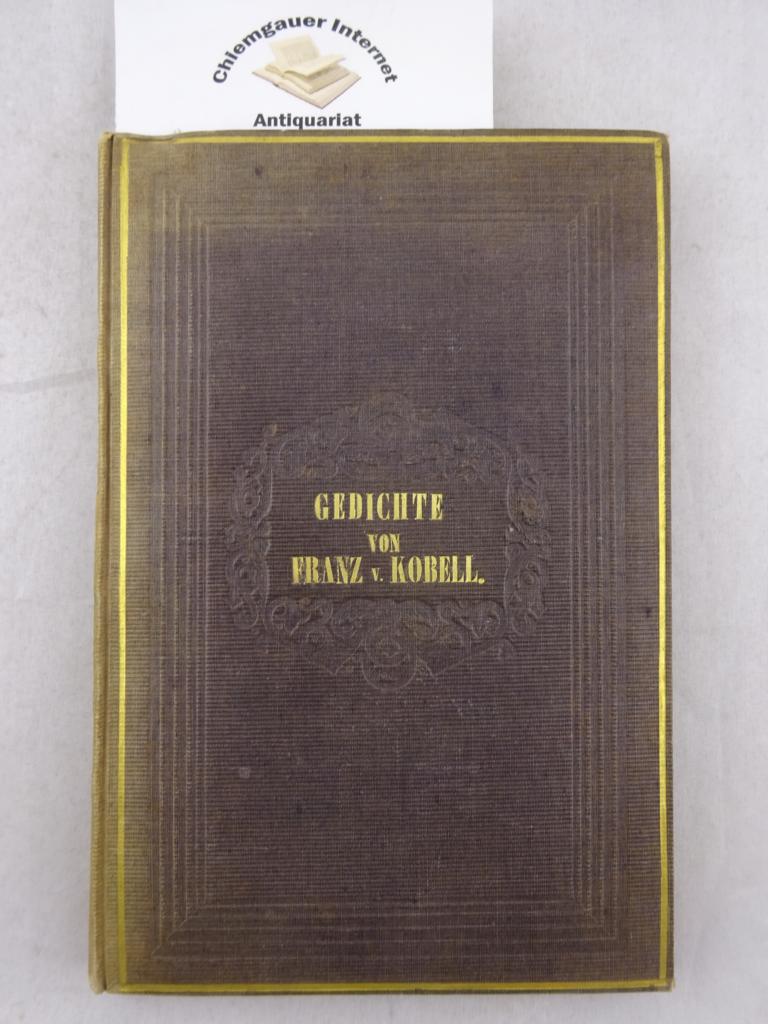 Chiemgauer Internet
Antiquariat
GEDICHTE
VON
FRANZ v. KOBELL.